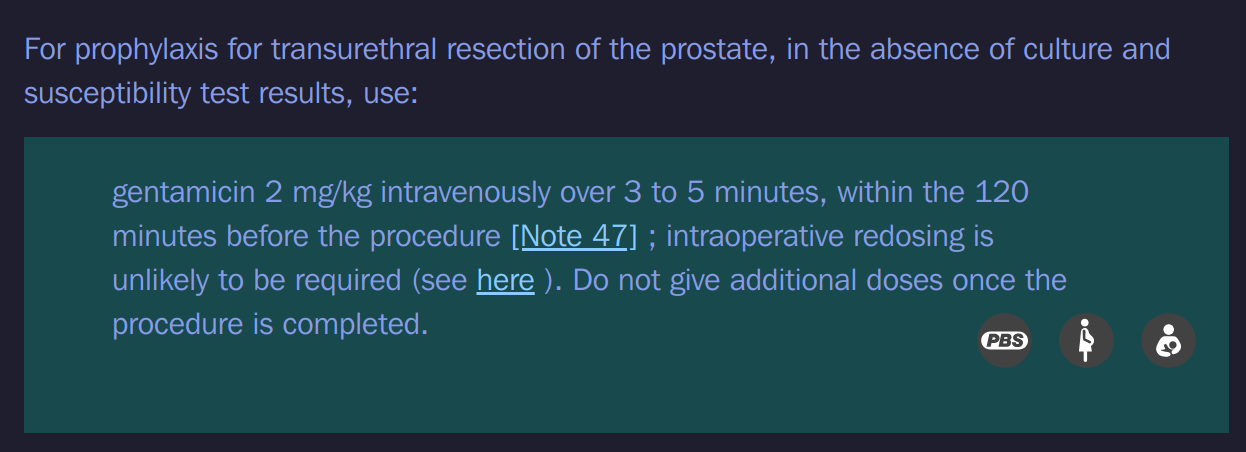 For prophylaxis for transurethral resection of the prostate, in the absence of culture and
susceptibility test results, use:
gentamicin 2 mg/kg intravenously over 3 to 5 minutes, within the 120
minutes before the procedure [Note 47] ; intraoperative redosing is
unlikely to be required (see here ). Do not give additional doses once the
procedure is completed.
PBS